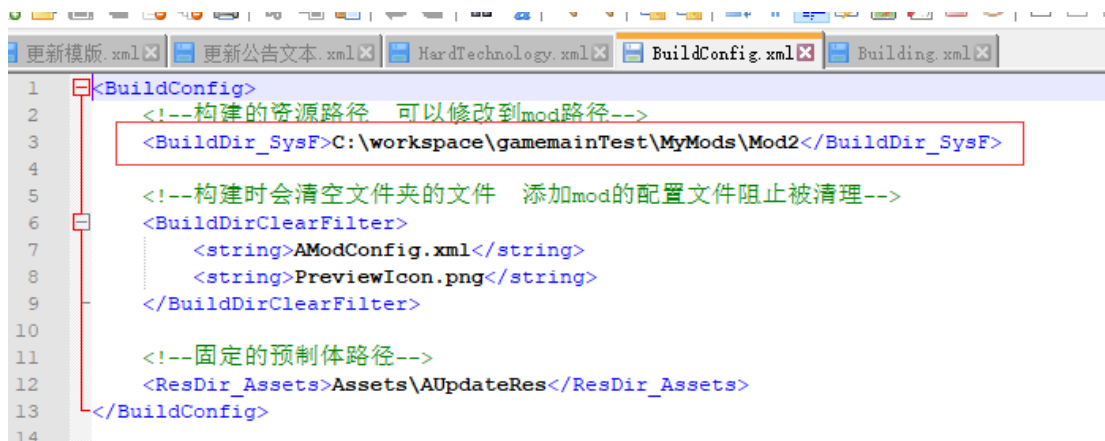 更新模版.xml 更新公告文本.xml HardTechnology.xml BuildConfig.xml Building.xml
1 <BuildConfig>
2 <!--构建的资源路径  可以修改到mod路径-->
3 <BuildDir_SysF>C:\workspace\gamemainTest\MyMods\Mod2</BuildDir_SysF>
4
5 <!--构建时会清空文件夹的文件  添加mod的配置文件阻止被清理-->
6 <BuildDirClearFilter>
7 <string>AModConfig.xml</string>
8 <string>PreviewIcon.png</string>
9 </BuildDirClearFilter>
10
11 <!--固定的预制体路径-->
12 <ResDir_Assets>Assets\AUpdateRes</ResDir_Assets>
13 </BuildConfig>
14